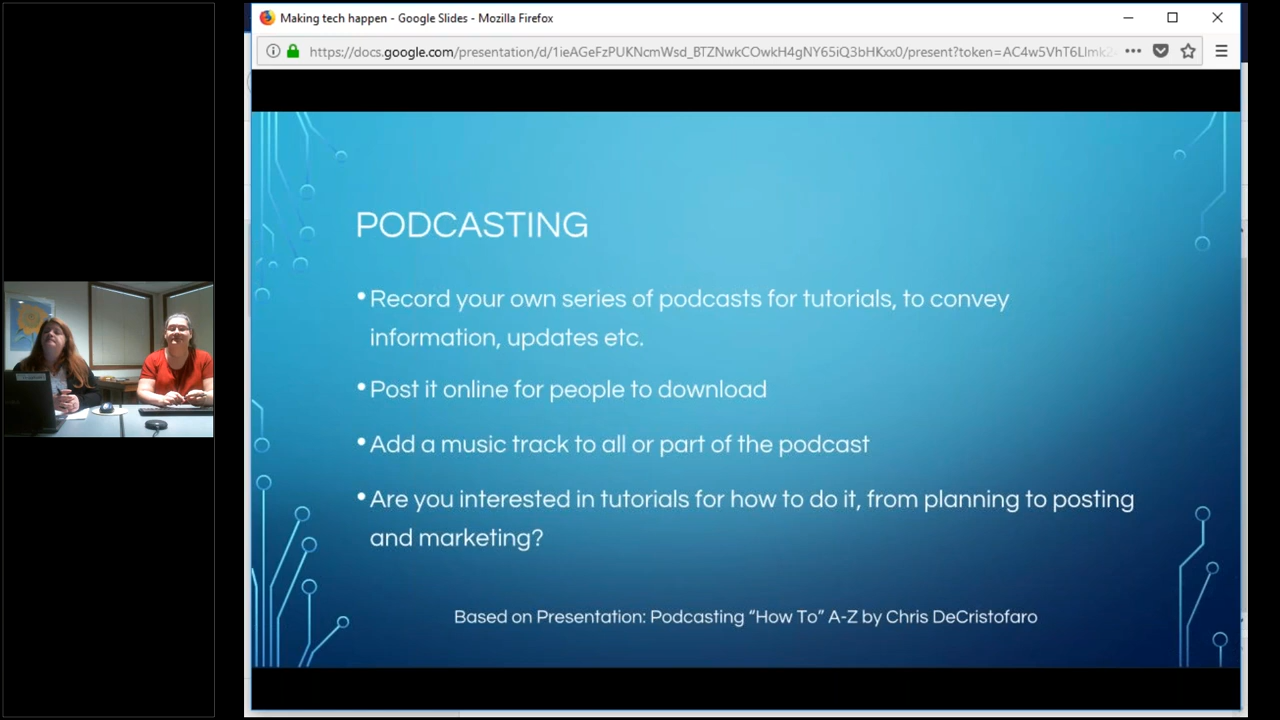 Making tech happen - Google Slides - Mozilla Firefox
https://docs.google.com/presentation/d/1ieAGeFzPUKNcmWsd_BTZNwkCOwkH4gNY65iQ3bHKxx0/present?token=AC4w5VhT6LImk2
PODCASTING
•Record your own series of podcasts for tutorials, to convey
information, updates etc.
•Post it online for people to download
•Add a music track to all or part of the podcast
•Are you interested in tutorials for how to do it, from planning to posting
and marketing?
Based on Presentation: Podcasting “How To” A-Z by Chris DeCristofaro